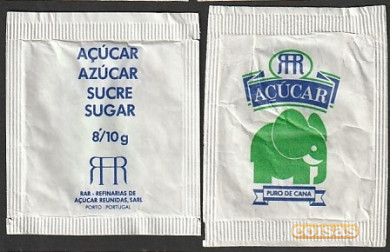 AÇÚCAR
AZÚCAR
SUCRE
SUGAR
8/10 g
RAR
RAR - REFINARIAS DE
AÇÚCAR REUNIDAS, SARL
PORTO - PORTUGAL
RAR
AÇÚCAR
PURO DE CANA
coisas